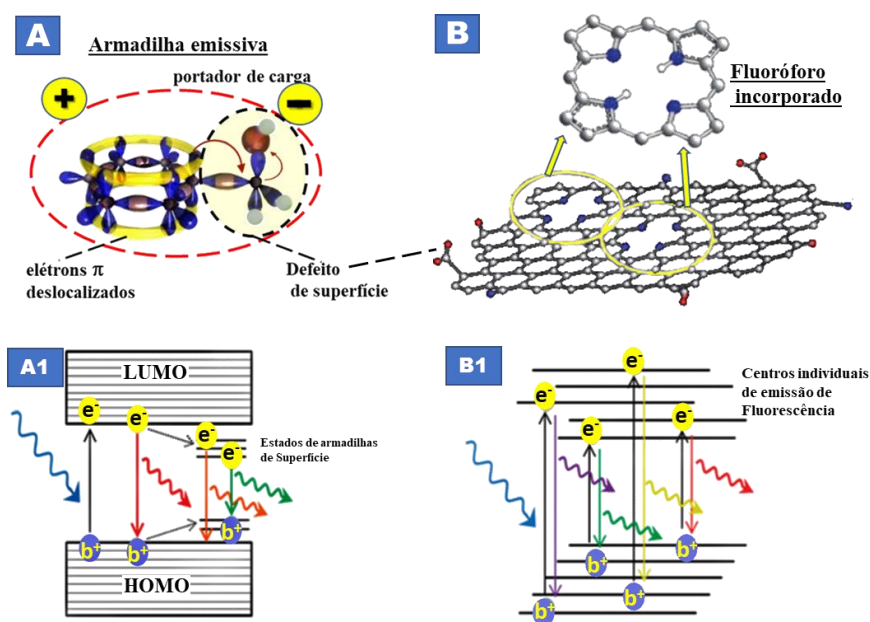 A
Armadilha emissiva
portador de carga
+
−
elétrons π
deslocalizados
Defeito
de superfície
B
Fluoróforo
incorporado
A1
LUMO
e-
e-
e-
e-
Estados de armadilhas
de Superfície
b+
b+
b+
HOMO
B1
Centros individuais
de emissão de
Fluorescência
e-
e-
e-
e-
b+
b+
b+
b+